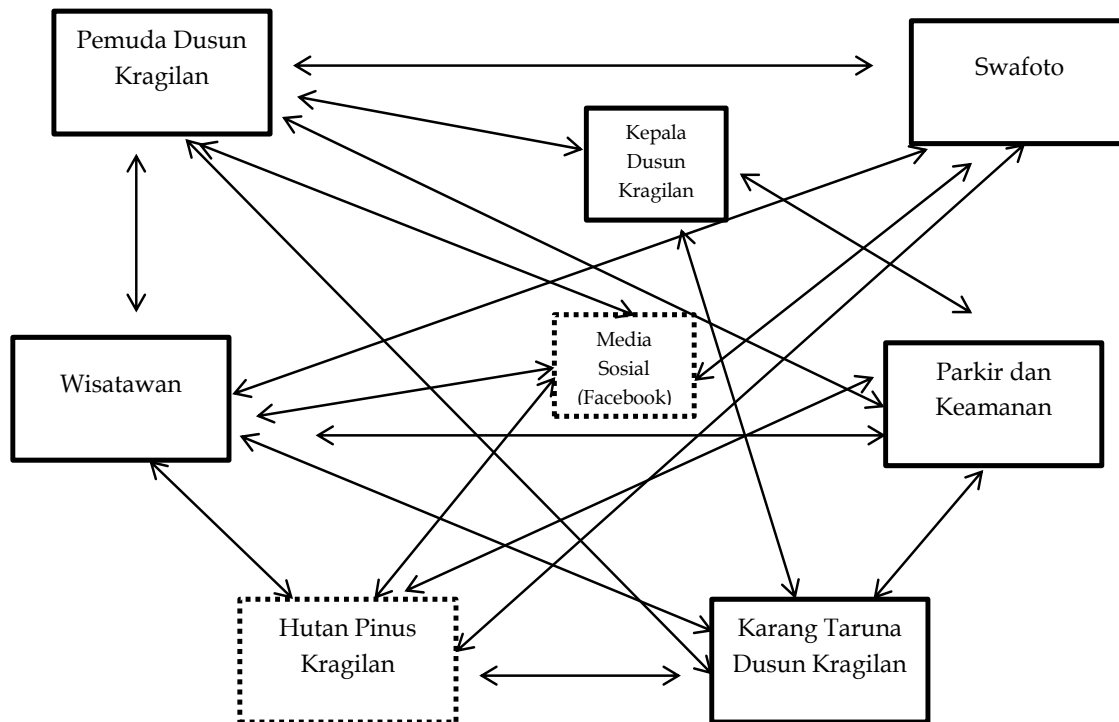 Pemuda Dusun
Kragilan
Swafoto
Kepala
Dusun
Kragilan
Wisatawan
Media
Sosial
(Facebook)
Parkir dan
Keamanan
Hutan Pinus
Kragilan
Karang Taruna
Dusun Kragilan